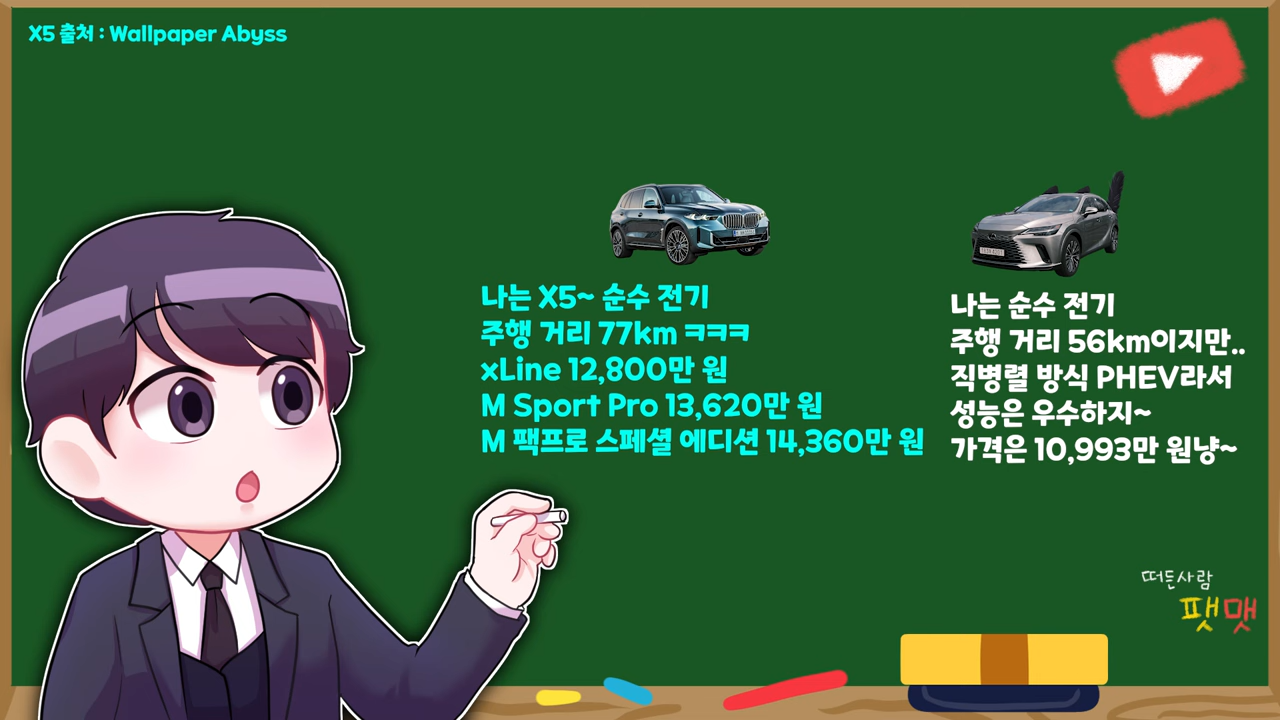 X5 출처 : Wallpaper Abyss
나는 X5~ 순수 전기
주행 거리 77km ㅋㅋㅋ
xLine 12,800만 원
M Sport Pro 13,620만 원
M 팩프로 스페셜 에디션 14,360만 원
나는 순수 전기
주행 거리 56km이지만..
직병렬 방식 PHEV라서
성능은 우수하지~
가격은 10,993만 원냥~
떠든사람
팻맷